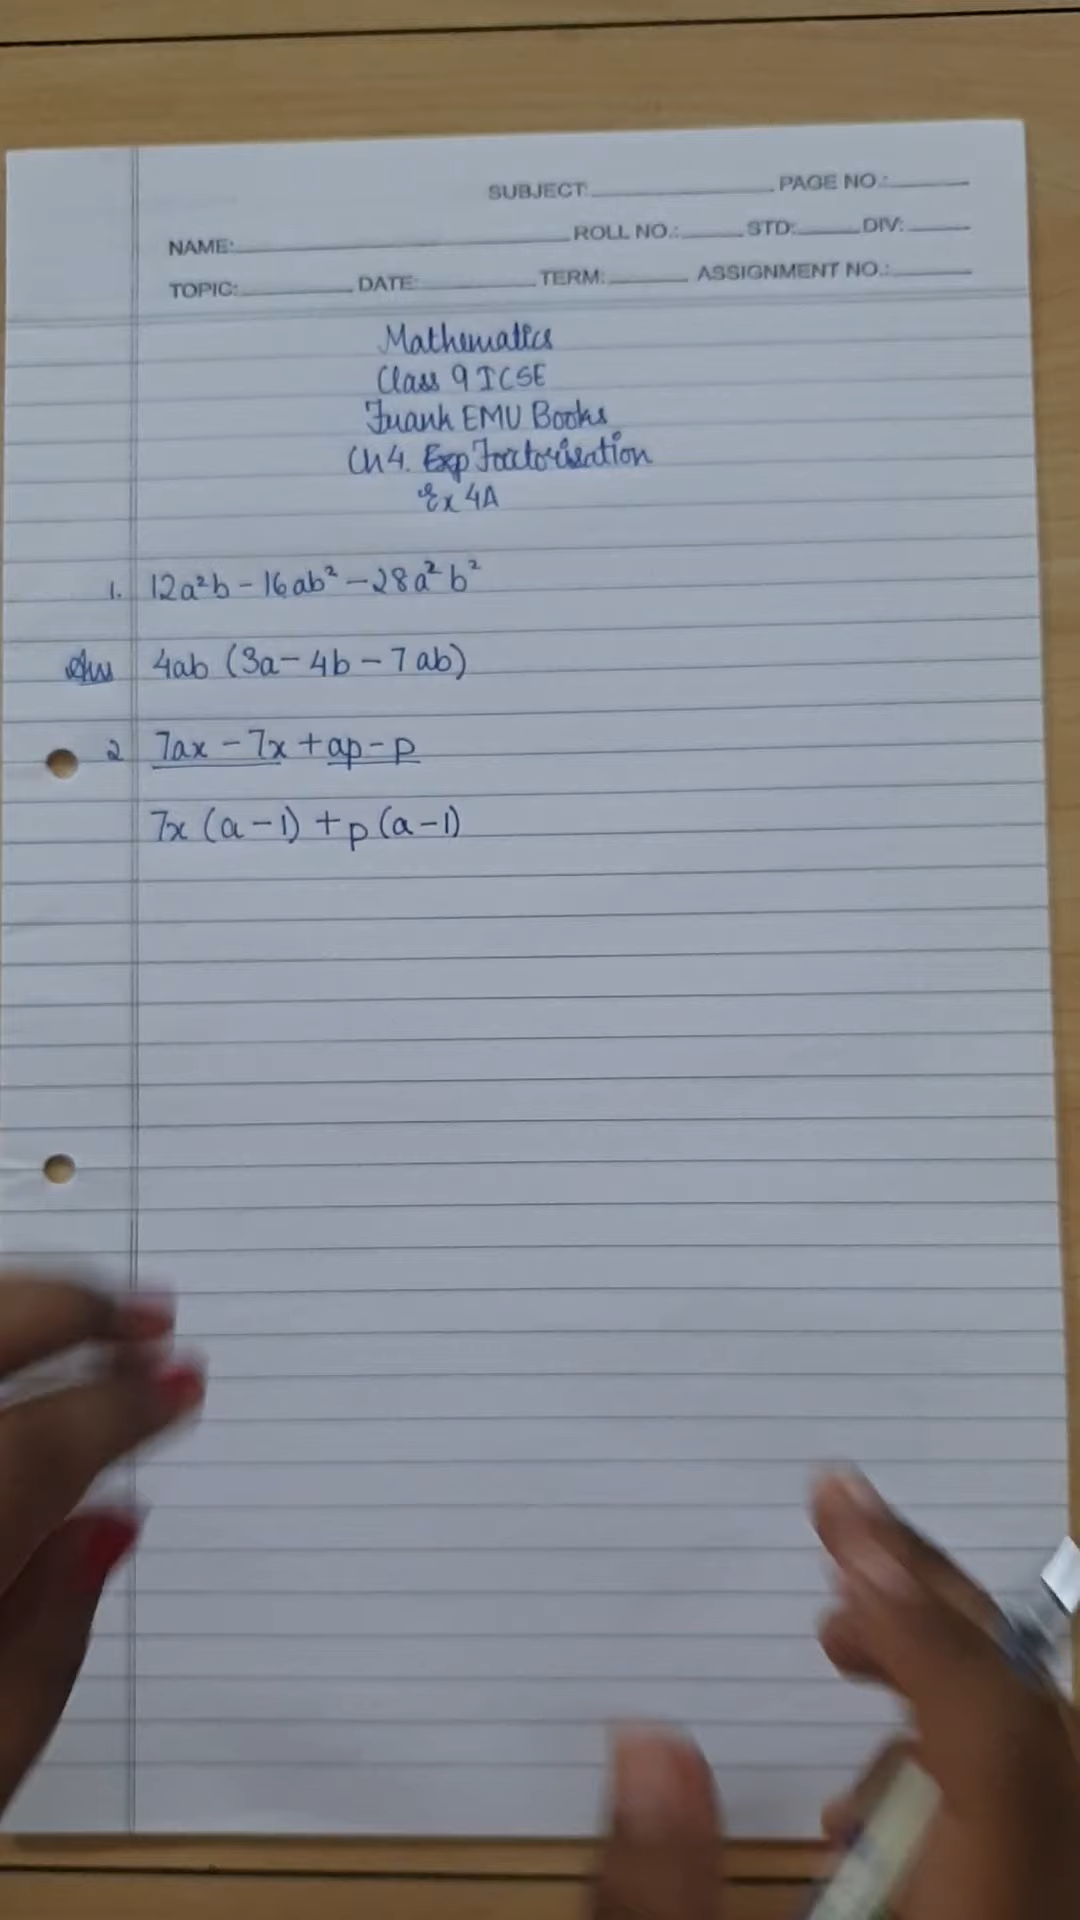 SUBJECT: PAGE NO.:
NAME: ROLL NO.: STD: DIV:
TOPIC: DATE: TERM: ASSIGNMENT NO.:
Mathematics
Class 9 ICSE
Frank EMU Books
Ch 4. Exp Factorisation
Ex 4A
1. 12a²b - 16ab² - 28a²b²
Ans 4ab (3a - 4b - 7ab)
2 7ax - 7x + ap - p
7x (a - 1) + p (a - 1)